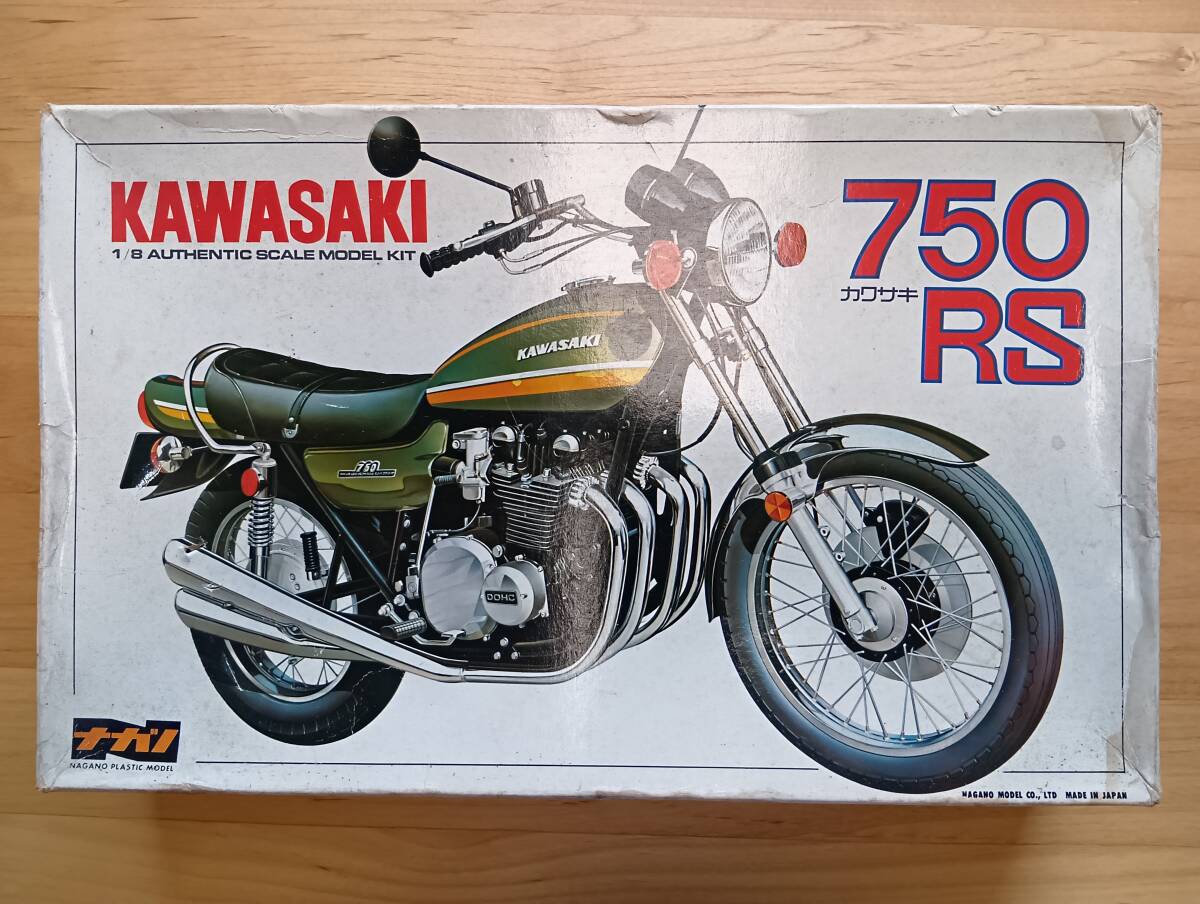 KAWASAKI
1/8 AUTHENTIC SCALE MODEL KIT
750
カワサキ
RS
KAWASAKI
750
DOHC
ナガノ
NAGANO PLASTIC MODEL
NAGANO MODEL CO., LTD MADE IN JAPAN